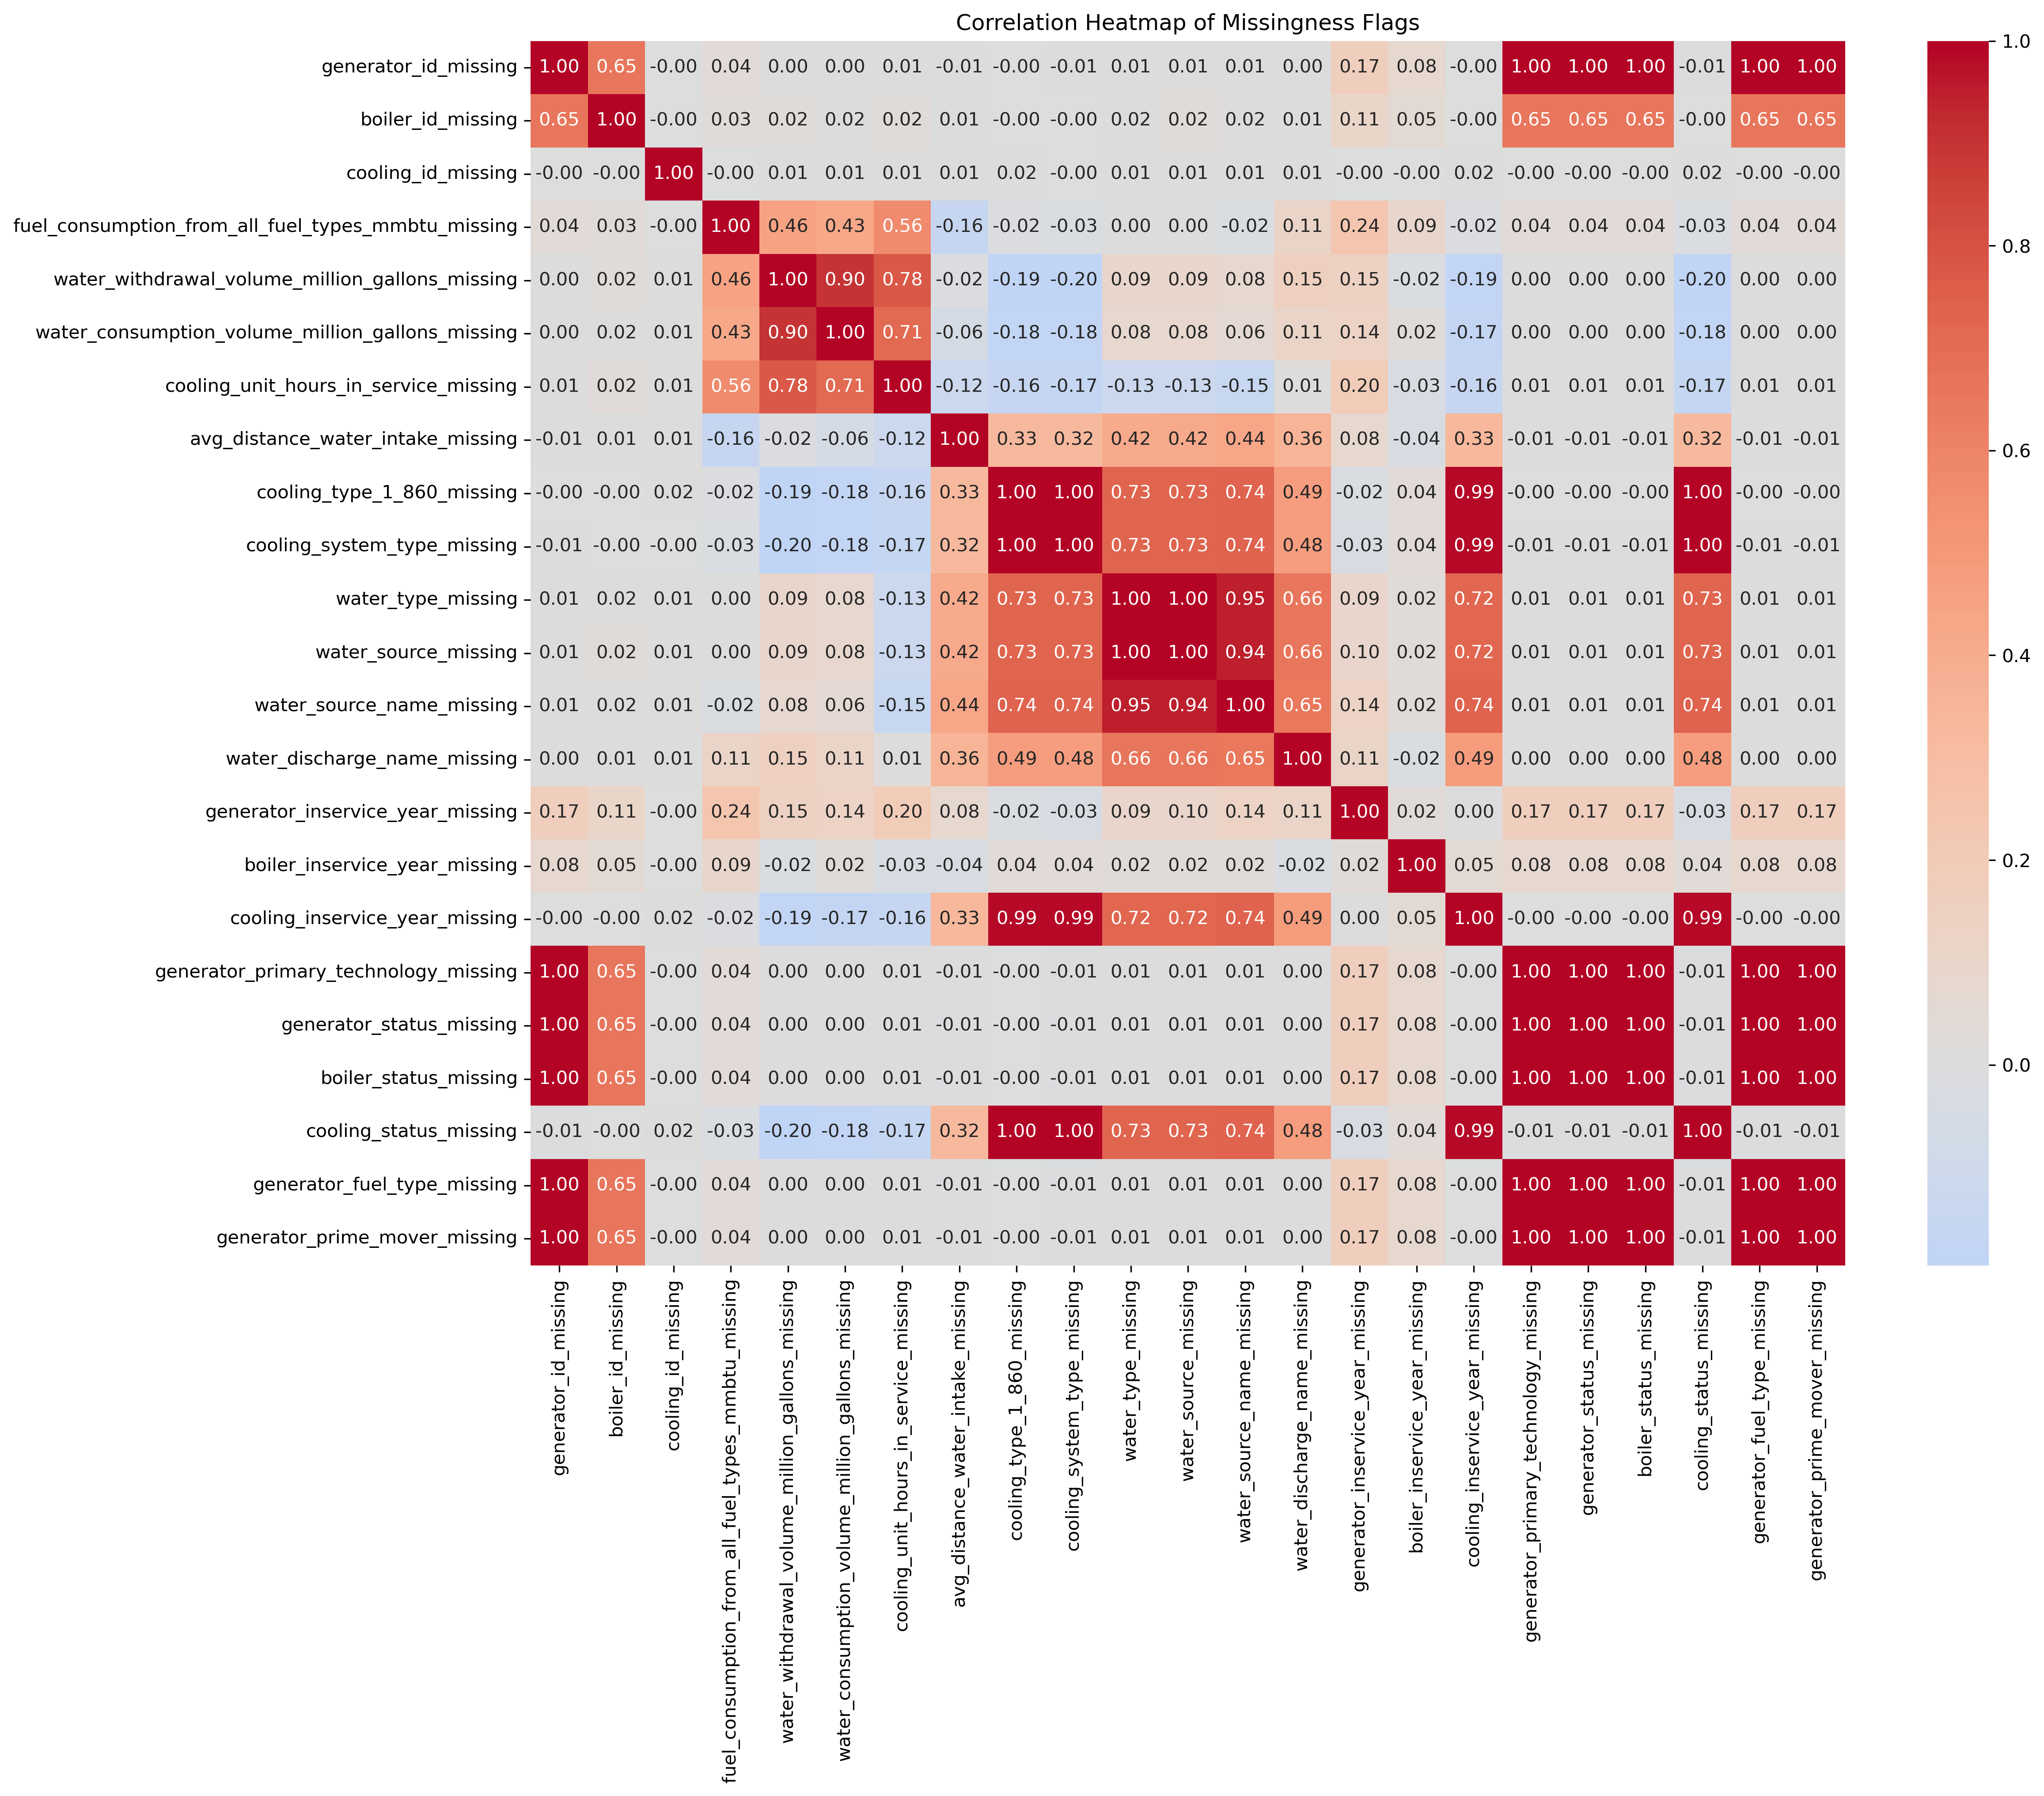 Correlation Heatmap of Missingness Flags
generator_id_missing 1.00 0.65 -0.00 0.04 0.00 0.00 0.01 -0.01 -0.00 -0.01 0.01 0.01 0.01 0.00 0.17 0.08 -0.00 1.00 1.00 1.00 -0.01 1.00 1.00
boiler_id_missing 0.65 1.00 -0.00 0.03 0.02 0.02 0.02 0.01 -0.00 -0.00 0.02 0.02 0.02 0.01 0.11 0.05 -0.00 0.65 0.65 0.65 -0.00 0.65 0.65
cooling_id_missing -0.00 -0.00 1.00 -0.00 0.01 0.01 0.01 0.01 0.02 -0.00 0.01 0.01 0.01 0.01 -0.00 -0.00 0.02 -0.00 -0.00 -0.00 0.02 -0.00 -0.00
fuel_consumption_from_all_fuel_types_mmbtu_missing 0.04 0.03 -0.00 1.00 0.46 0.43 0.56 -0.16 -0.02 -0.03 0.00 0.00 -0.02 0.11 0.24 0.09 -0.02 0.04 0.04 0.04 -0.03 0.04 0.04
water_withdrawal_volume_million_gallons_missing 0.00 0.02 0.01 0.46 1.00 0.90 0.78 -0.02 -0.19 -0.20 0.09 0.09 0.08 0.15 0.15 -0.02 -0.19 0.00 0.00 0.00 -0.20 0.00 0.00
water_consumption_volume_million_gallons_missing 0.00 0.02 0.01 0.43 0.90 1.00 0.71 -0.06 -0.18 -0.18 0.08 0.08 0.06 0.11 0.14 0.02 -0.17 0.00 0.00 0.00 -0.18 0.00 0.00
cooling_unit_hours_in_service_missing 0.01 0.02 0.01 0.56 0.78 0.71 1.00 -0.12 -0.16 -0.17 -0.13 -0.13 -0.15 0.01 0.20 -0.03 -0.16 0.01 0.01 0.01 -0.17 0.01 0.01
avg_distance_water_intake_missing -0.01 0.01 0.01 -0.16 -0.02 -0.06 -0.12 1.00 0.33 0.32 0.42 0.42 0.44 0.36 0.08 -0.04 0.33 -0.01 -0.01 -0.01 0.32 -0.01 -0.01
cooling_type_1_860_missing -0.00 -0.00 0.02 -0.02 -0.19 -0.18 -0.16 0.33 1.00 1.00 0.73 0.73 0.74 0.49 -0.02 0.04 0.99 -0.00 -0.00 -0.00 1.00 -0.00 -0.00
cooling_system_type_missing -0.01 -0.00 -0.00 -0.03 -0.20 -0.18 -0.17 0.32 1.00 1.00 0.73 0.73 0.74 0.48 -0.03 0.04 0.99 -0.01 -0.01 -0.01 1.00 -0.01 -0.01
water_type_missing 0.01 0.02 0.01 0.00 0.09 0.08 -0.13 0.42 0.73 0.73 1.00 1.00 0.95 0.66 0.09 0.02 0.72 0.01 0.01 0.01 0.73 0.01 0.01
water_source_missing 0.01 0.02 0.01 0.00 0.09 0.08 -0.13 0.42 0.73 0.73 1.00 1.00 0.94 0.66 0.10 0.02 0.72 0.01 0.01 0.01 0.73 0.01 0.01
water_source_name_missing 0.01 0.02 0.01 -0.02 0.08 0.06 -0.15 0.44 0.74 0.74 0.95 0.94 1.00 0.65 0.14 0.02 0.74 0.01 0.01 0.01 0.74 0.01 0.01
water_discharge_name_missing 0.00 0.01 0.01 0.11 0.15 0.11 0.01 0.36 0.49 0.48 0.66 0.66 0.65 1.00 0.11 -0.02 0.49 0.00 0.00 0.00 0.48 0.00 0.00
generator_inservice_year_missing 0.17 0.11 -0.00 0.24 0.15 0.14 0.20 0.08 -0.02 -0.03 0.09 0.10 0.14 0.11 1.00 0.02 0.00 0.17 0.17 0.17 -0.03 0.17 0.17
boiler_inservice_year_missing 0.08 0.05 -0.00 0.09 -0.02 0.02 -0.03 -0.04 0.04 0.04 0.02 0.02 0.02 -0.02 0.02 1.00 0.05 0.08 0.08 0.08 0.04 0.08 0.08
cooling_inservice_year_missing -0.00 -0.00 0.02 -0.02 -0.19 -0.17 -0.16 0.33 0.99 0.99 0.72 0.72 0.74 0.49 0.00 0.05 1.00 -0.00 -0.00 -0.00 0.99 -0.00 -0.00
generator_primary_technology_missing 1.00 0.65 -0.00 0.04 0.00 0.00 0.01 -0.01 -0.00 -0.01 0.01 0.01 0.01 0.00 0.17 0.08 -0.00 1.00 1.00 1.00 -0.01 1.00 1.00
generator_status_missing 1.00 0.65 -0.00 0.04 0.00 0.00 0.01 -0.01 -0.00 -0.01 0.01 0.01 0.01 0.00 0.17 0.08 -0.00 1.00 1.00 1.00 -0.01 1.00 1.00
boiler_status_missing 1.00 0.65 -0.00 0.04 0.00 0.00 0.01 -0.01 -0.00 -0.01 0.01 0.01 0.01 0.00 0.17 0.08 -0.00 1.00 1.00 1.00 -0.01 1.00 1.00
cooling_status_missing -0.01 -0.00 0.02 -0.03 -0.20 -0.18 -0.17 0.32 1.00 1.00 0.73 0.73 0.74 0.48 -0.03 0.04 0.99 -0.01 -0.01 -0.01 1.00 -0.01 -0.01
generator_fuel_type_missing 1.00 0.65 -0.00 0.04 0.00 0.00 0.01 -0.01 -0.00 -0.01 0.01 0.01 0.01 0.00 0.17 0.08 -0.00 1.00 1.00 1.00 -0.01 1.00 1.00
generator_prime_mover_missing 1.00 0.65 -0.00 0.04 0.00 0.00 0.01 -0.01 -0.00 -0.01 0.01 0.01 0.01 0.00 0.17 0.08 -0.00 1.00 1.00 1.00 -0.01 1.00 1.00
generator_id_missing
boiler_id_missing
cooling_id_missing
fuel_consumption_from_all_fuel_types_mmbtu_missing
water_withdrawal_volume_million_gallons_missing
water_consumption_volume_million_gallons_missing
cooling_unit_hours_in_service_missing
avg_distance_water_intake_missing
cooling_type_1_860_missing
cooling_system_type_missing
water_type_missing
water_source_missing
water_source_name_missing
water_discharge_name_missing
generator_inservice_year_missing
boiler_inservice_year_missing
cooling_inservice_year_missing
generator_primary_technology_missing
generator_status_missing
boiler_status_missing
cooling_status_missing
generator_fuel_type_missing
generator_prime_mover_missing
1.0
0.8
0.6
0.4
0.2
0.0